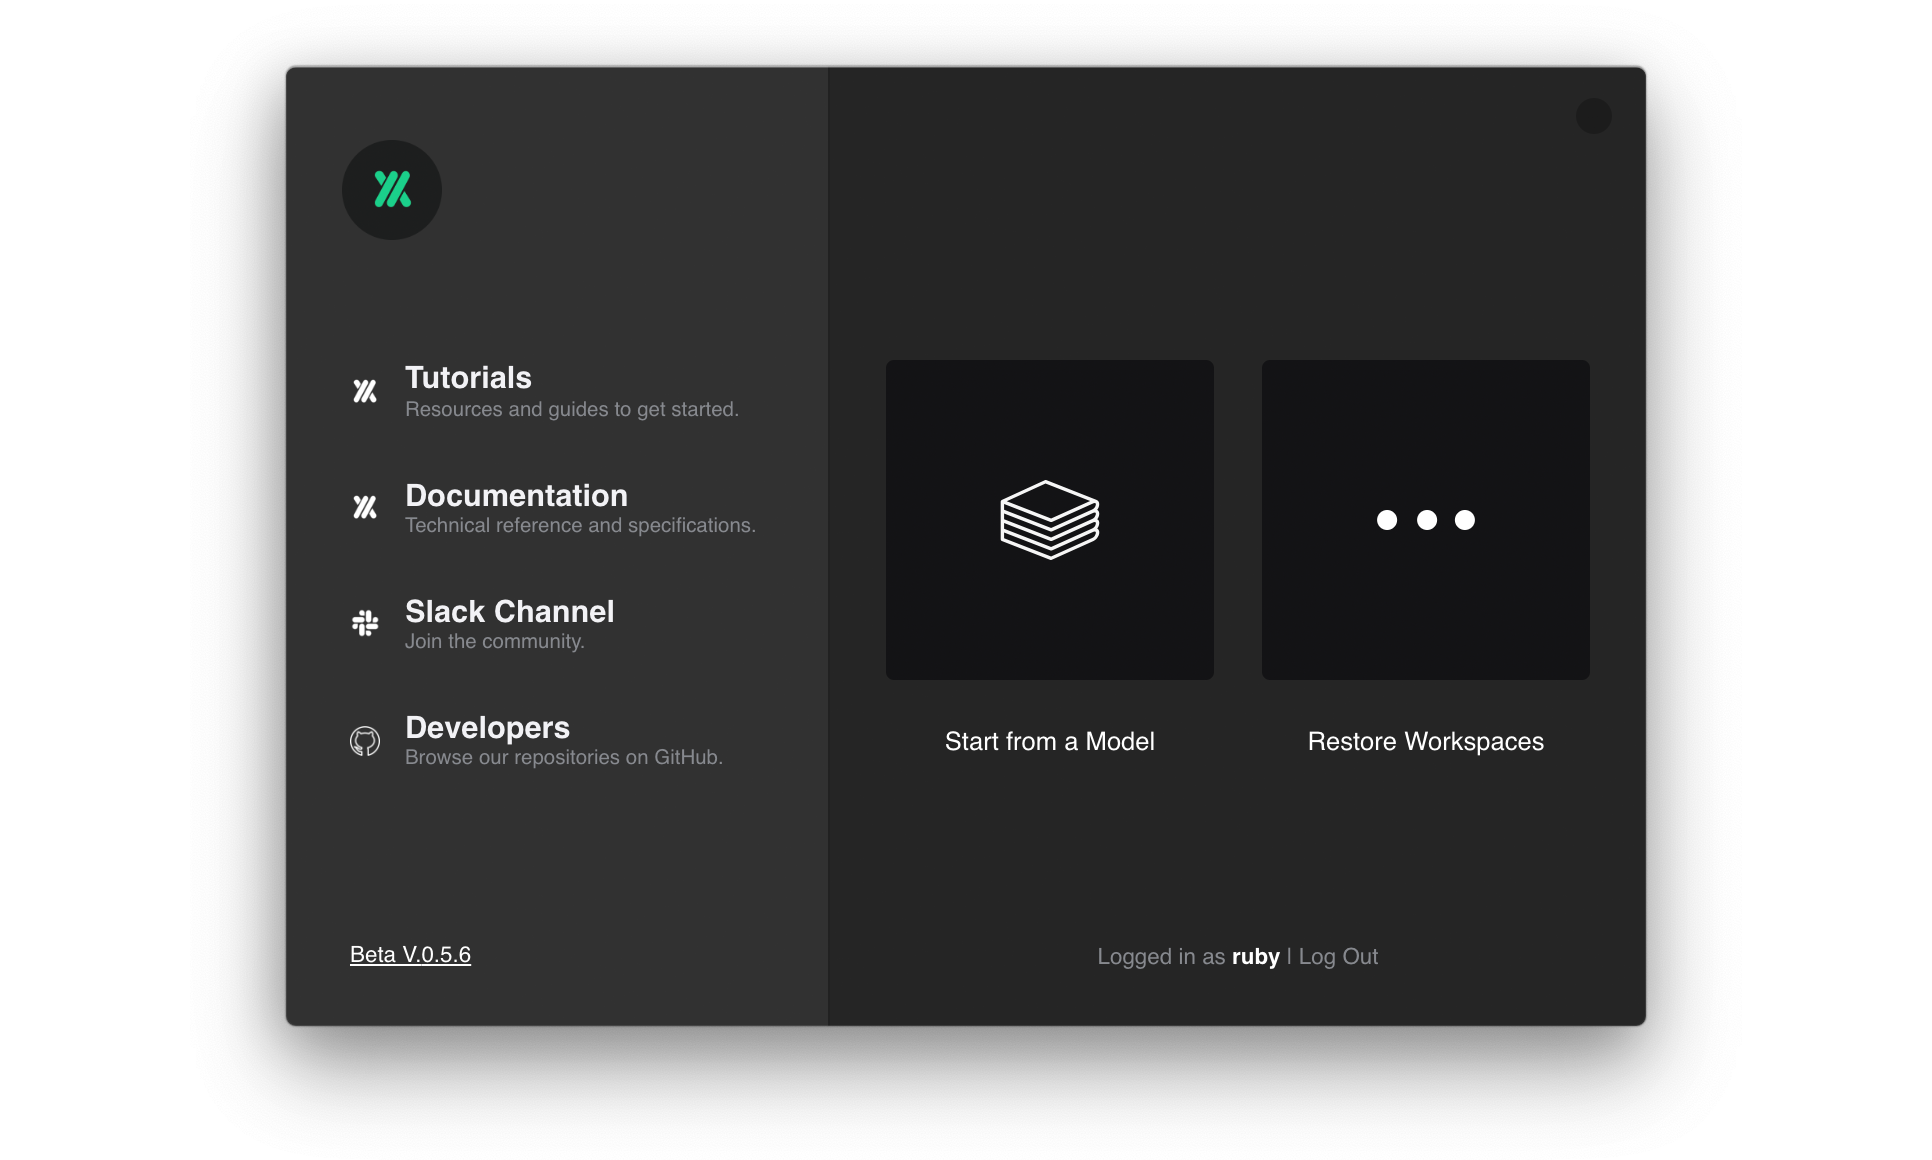 Tutorials
Resources and guides to get started.
Documentation
Technical reference and specifications.
Slack Channel
Join the community.
Developers
Browse our repositories on GitHub.
Beta V.0.5.6
Start from a Model
Restore Workspaces
Logged in as ruby | Log Out